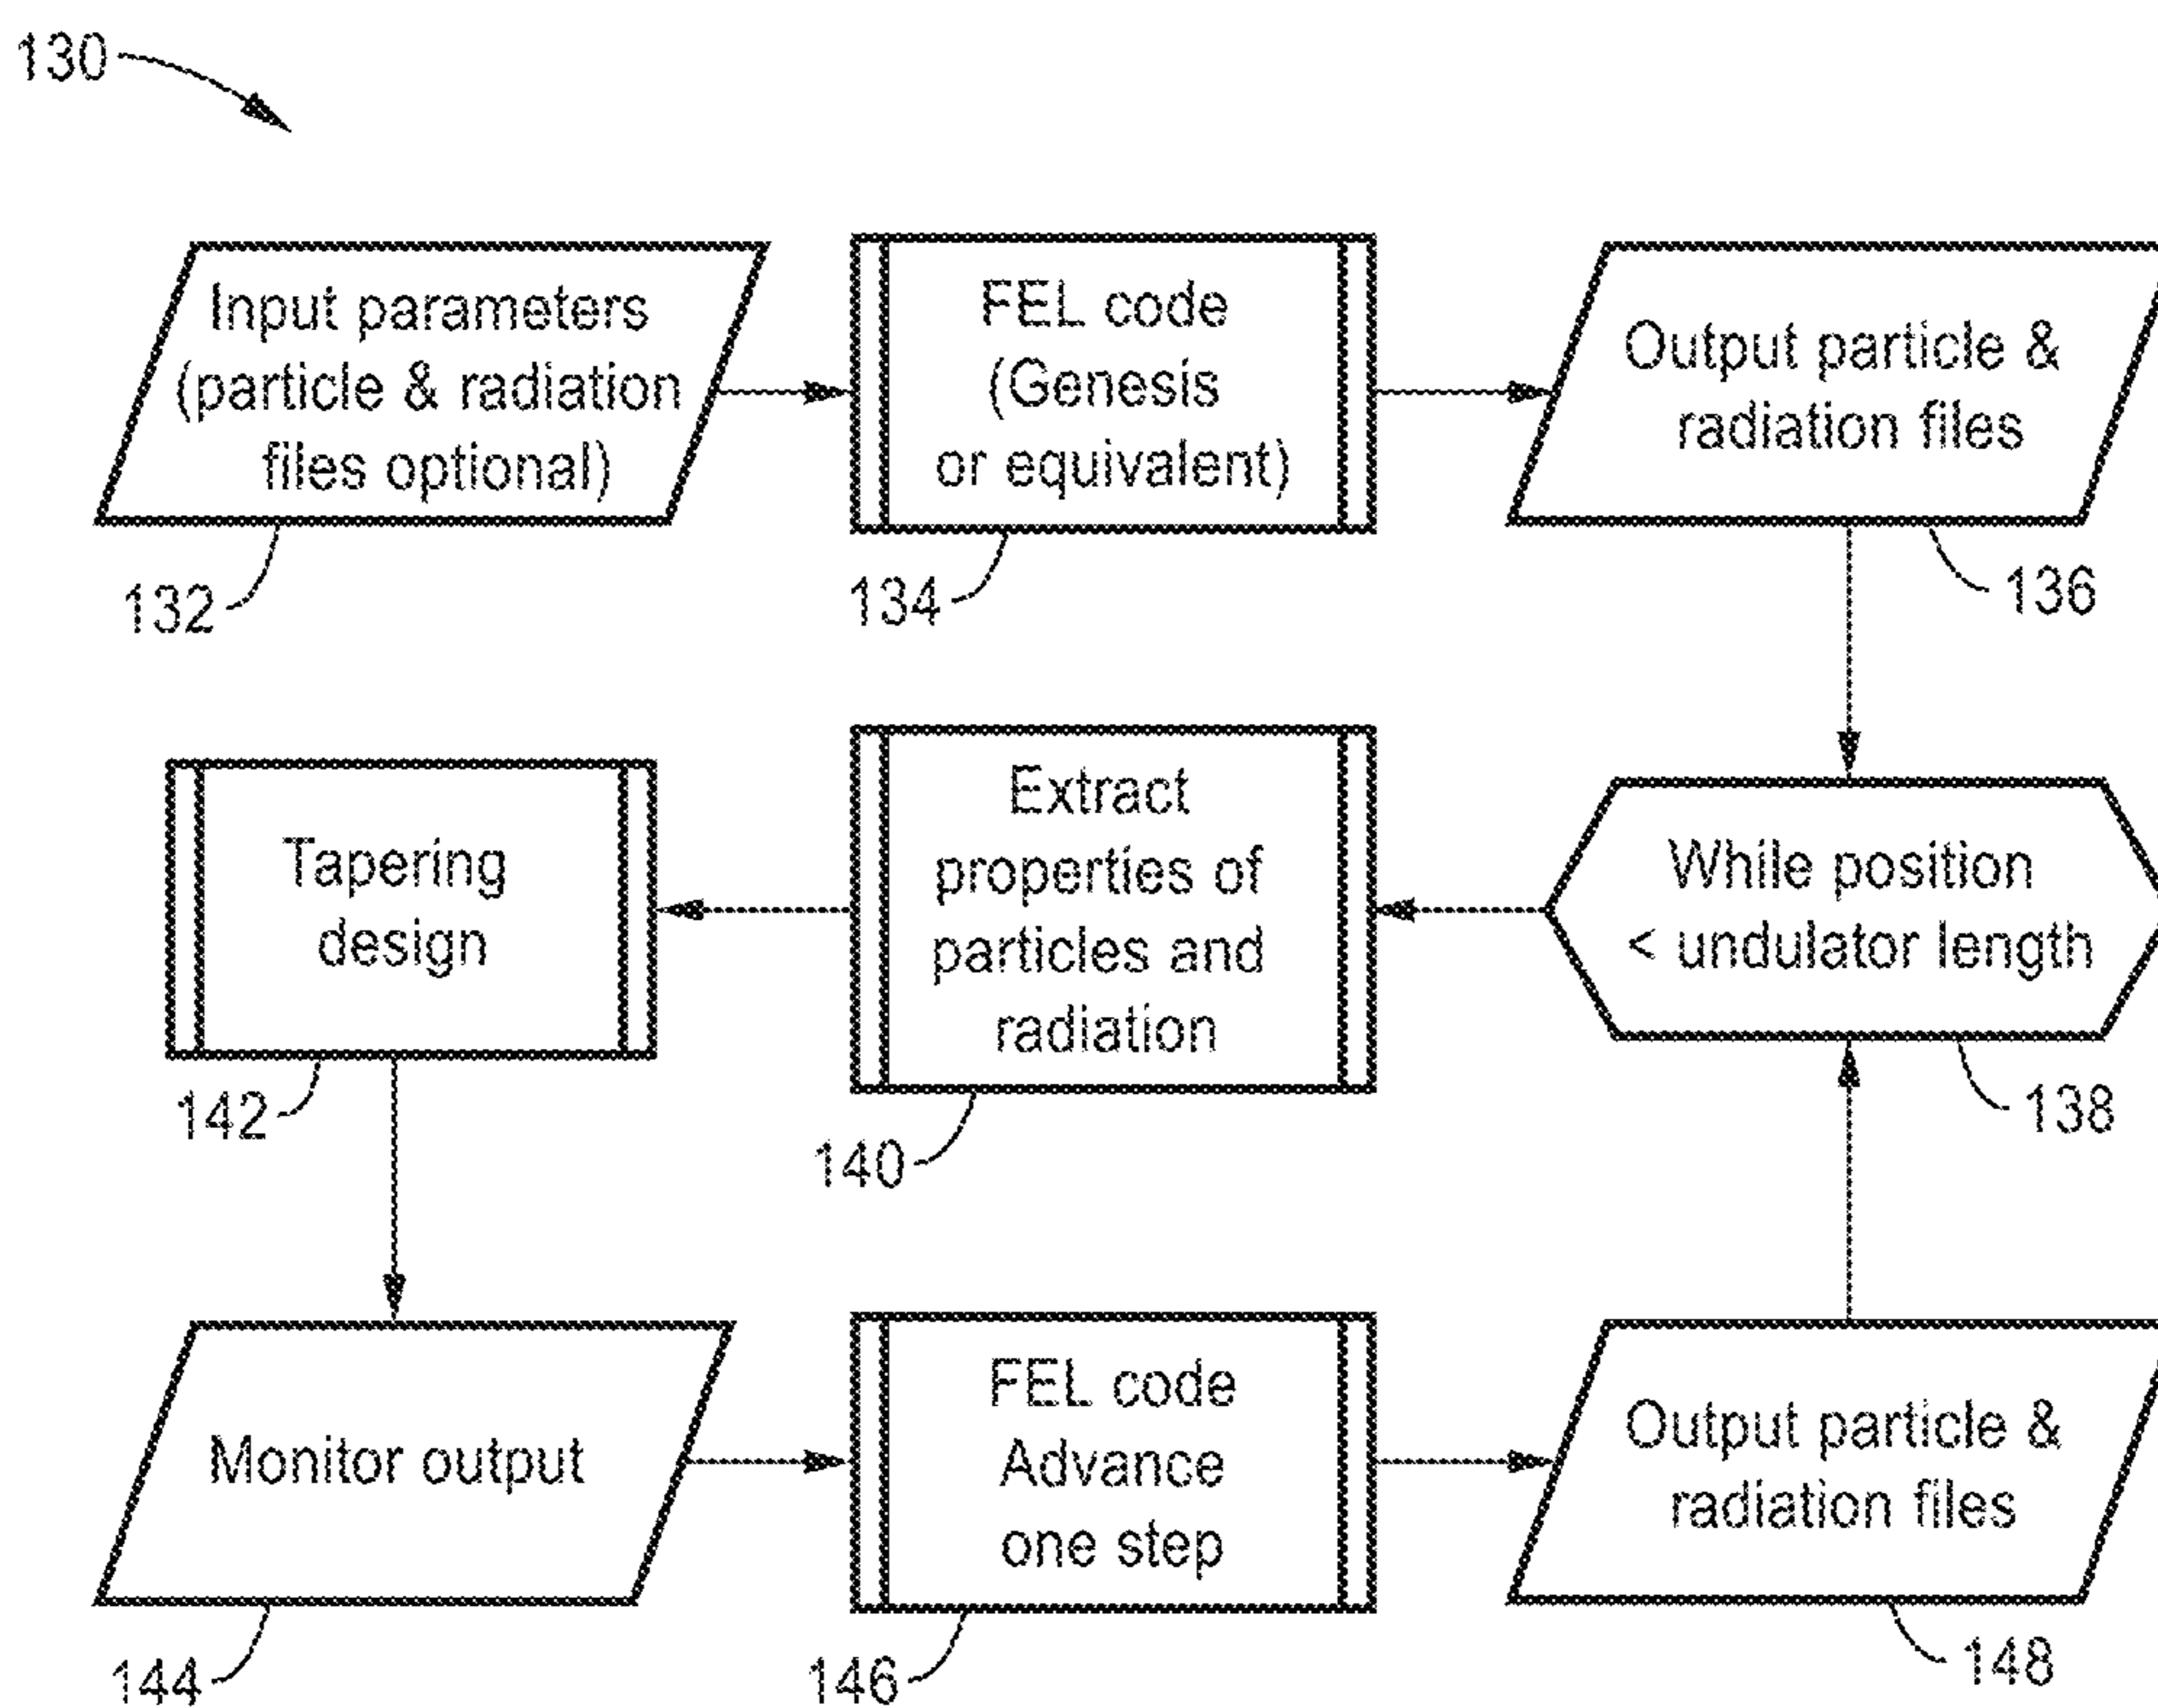 130
Input parameters
(particle & radiation
files optional)
132
FEL code
(Genesis
or equivalent)
134
Output particle &
radiation files
136
While position
< undulator length
138
Extract
properties of
particles and
radiation
140
Tapering
design
142
Monitor output
144
FEL code
Advance
one step
146
Output particle &
radiation files
148